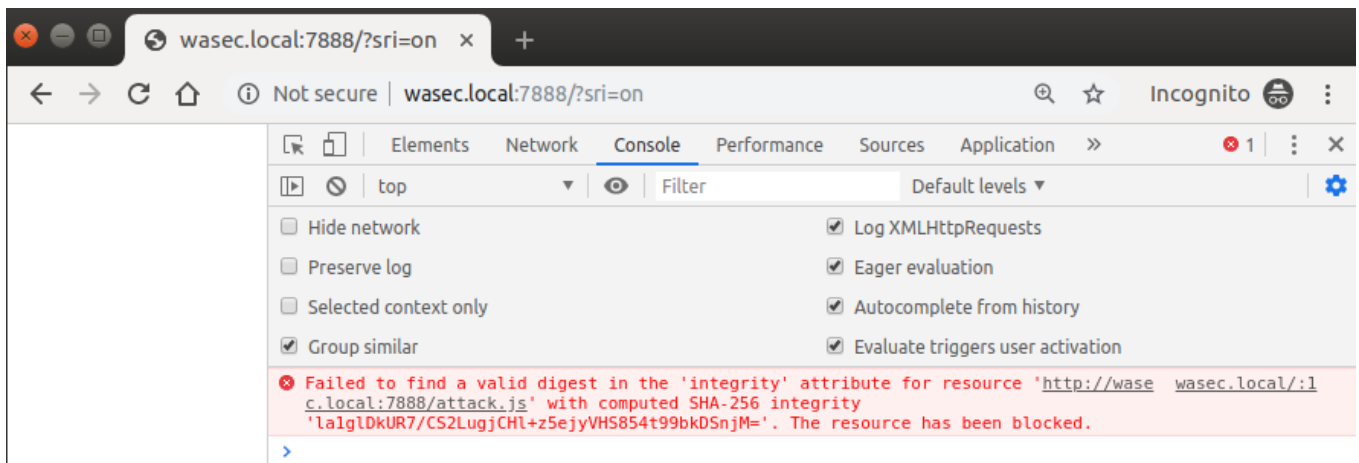 wasec.local:7888/?sri=on
Not secure | wasec.local:7888/?sri=on Incognito
Elements Network Console Performance Sources Application » 1
top Filter Default levels ▼
Hide network Log XMLHttpRequests
Preserve log Eager evaluation
Selected context only Autocomplete from history
Group similar Evaluate triggers user activation
Failed to find a valid digest in the 'integrity' attribute for resource 'http://wase wasec.local/:1
c.local:7888/attack.js' with computed SHA-256 integrity
'la1glDkUR7/CS2LugjCHl+z5ejyVHS854t99bkDSnjM='. The resource has been blocked.
>